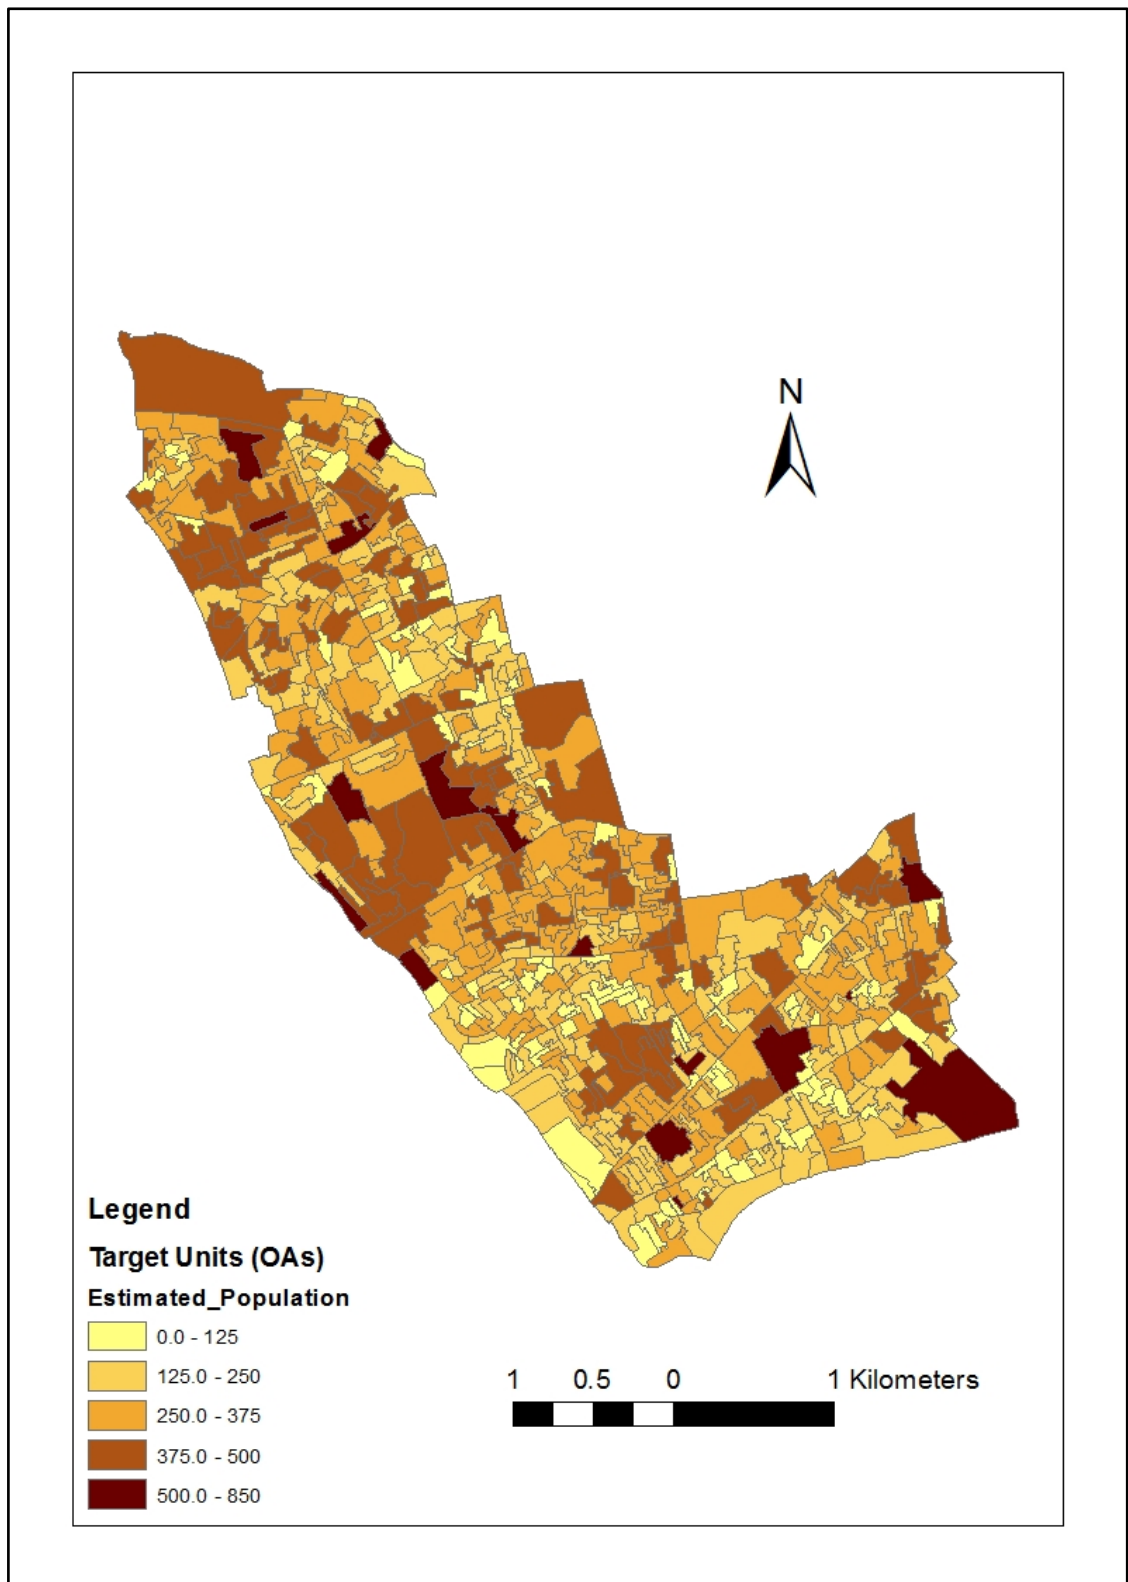 N
Legend
Target Units (OAs)
Estimated_Population
0.0 - 125
125.0 - 250
250.0 - 375
375.0 - 500
500.0 - 850
1 0.5 0 1 Kilometers